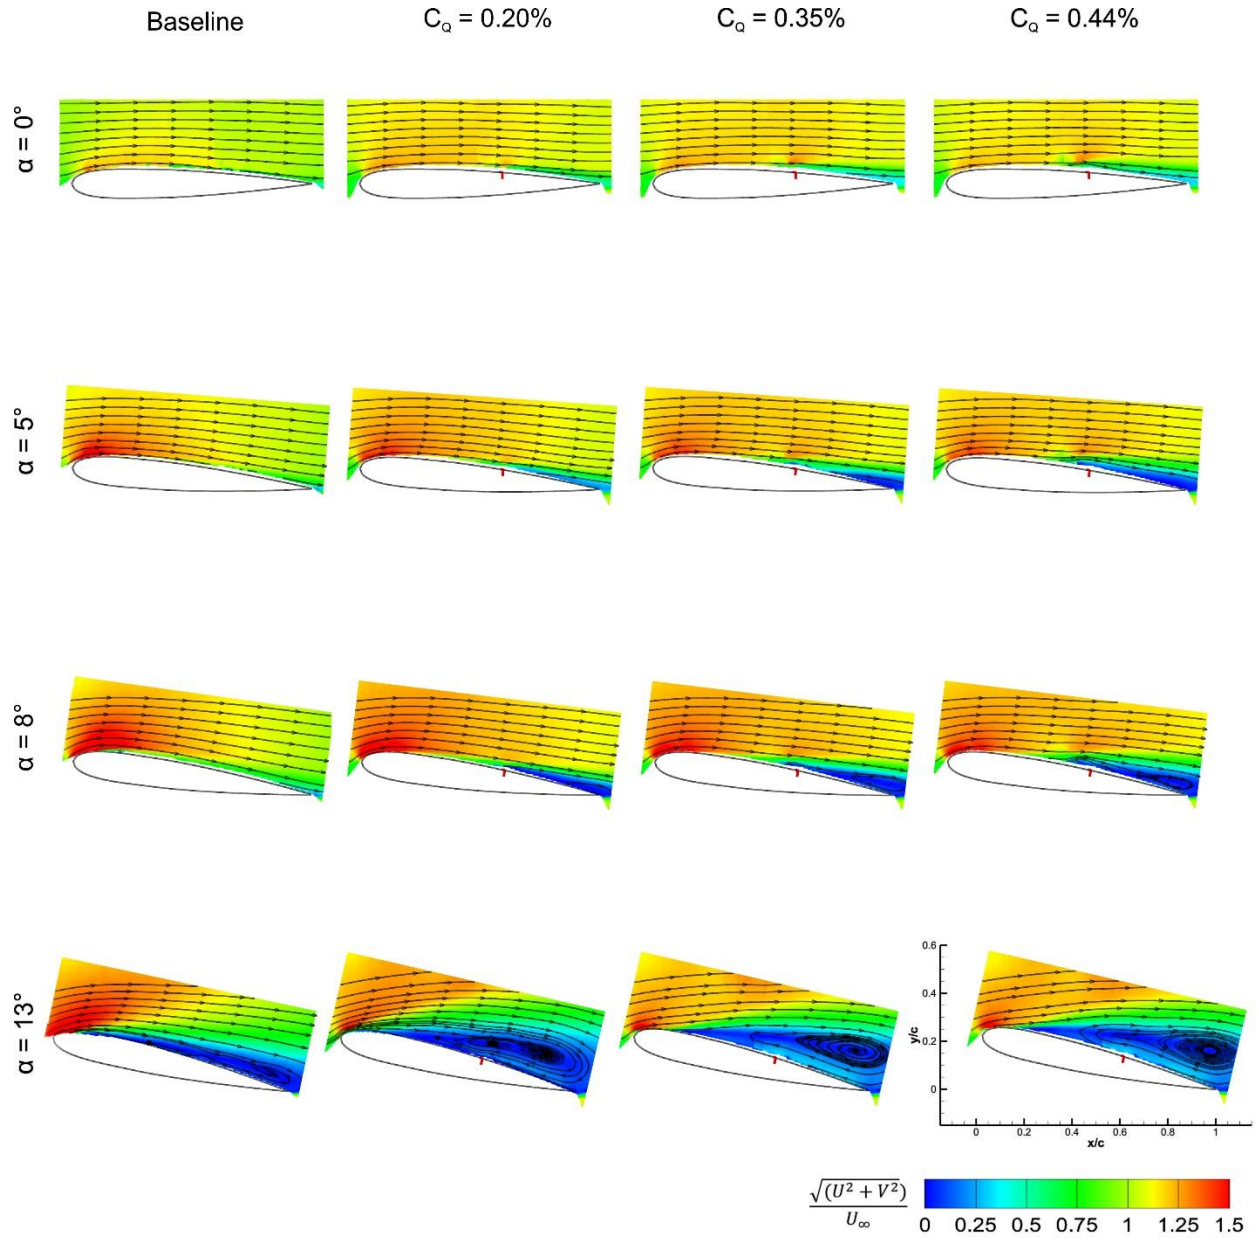 Baseline C_Q = 0.20% C_Q = 0.35% C_Q = 0.44%
α = 0°
α = 5°
α = 8°
α = 13°
0.6
0.4
0.2
0
y/c
0 0.2 0.4 0.6 0.8 1
x/c
√(U² + V²)
U∞
0 0.25 0.5 0.75 1 1.25 1.5